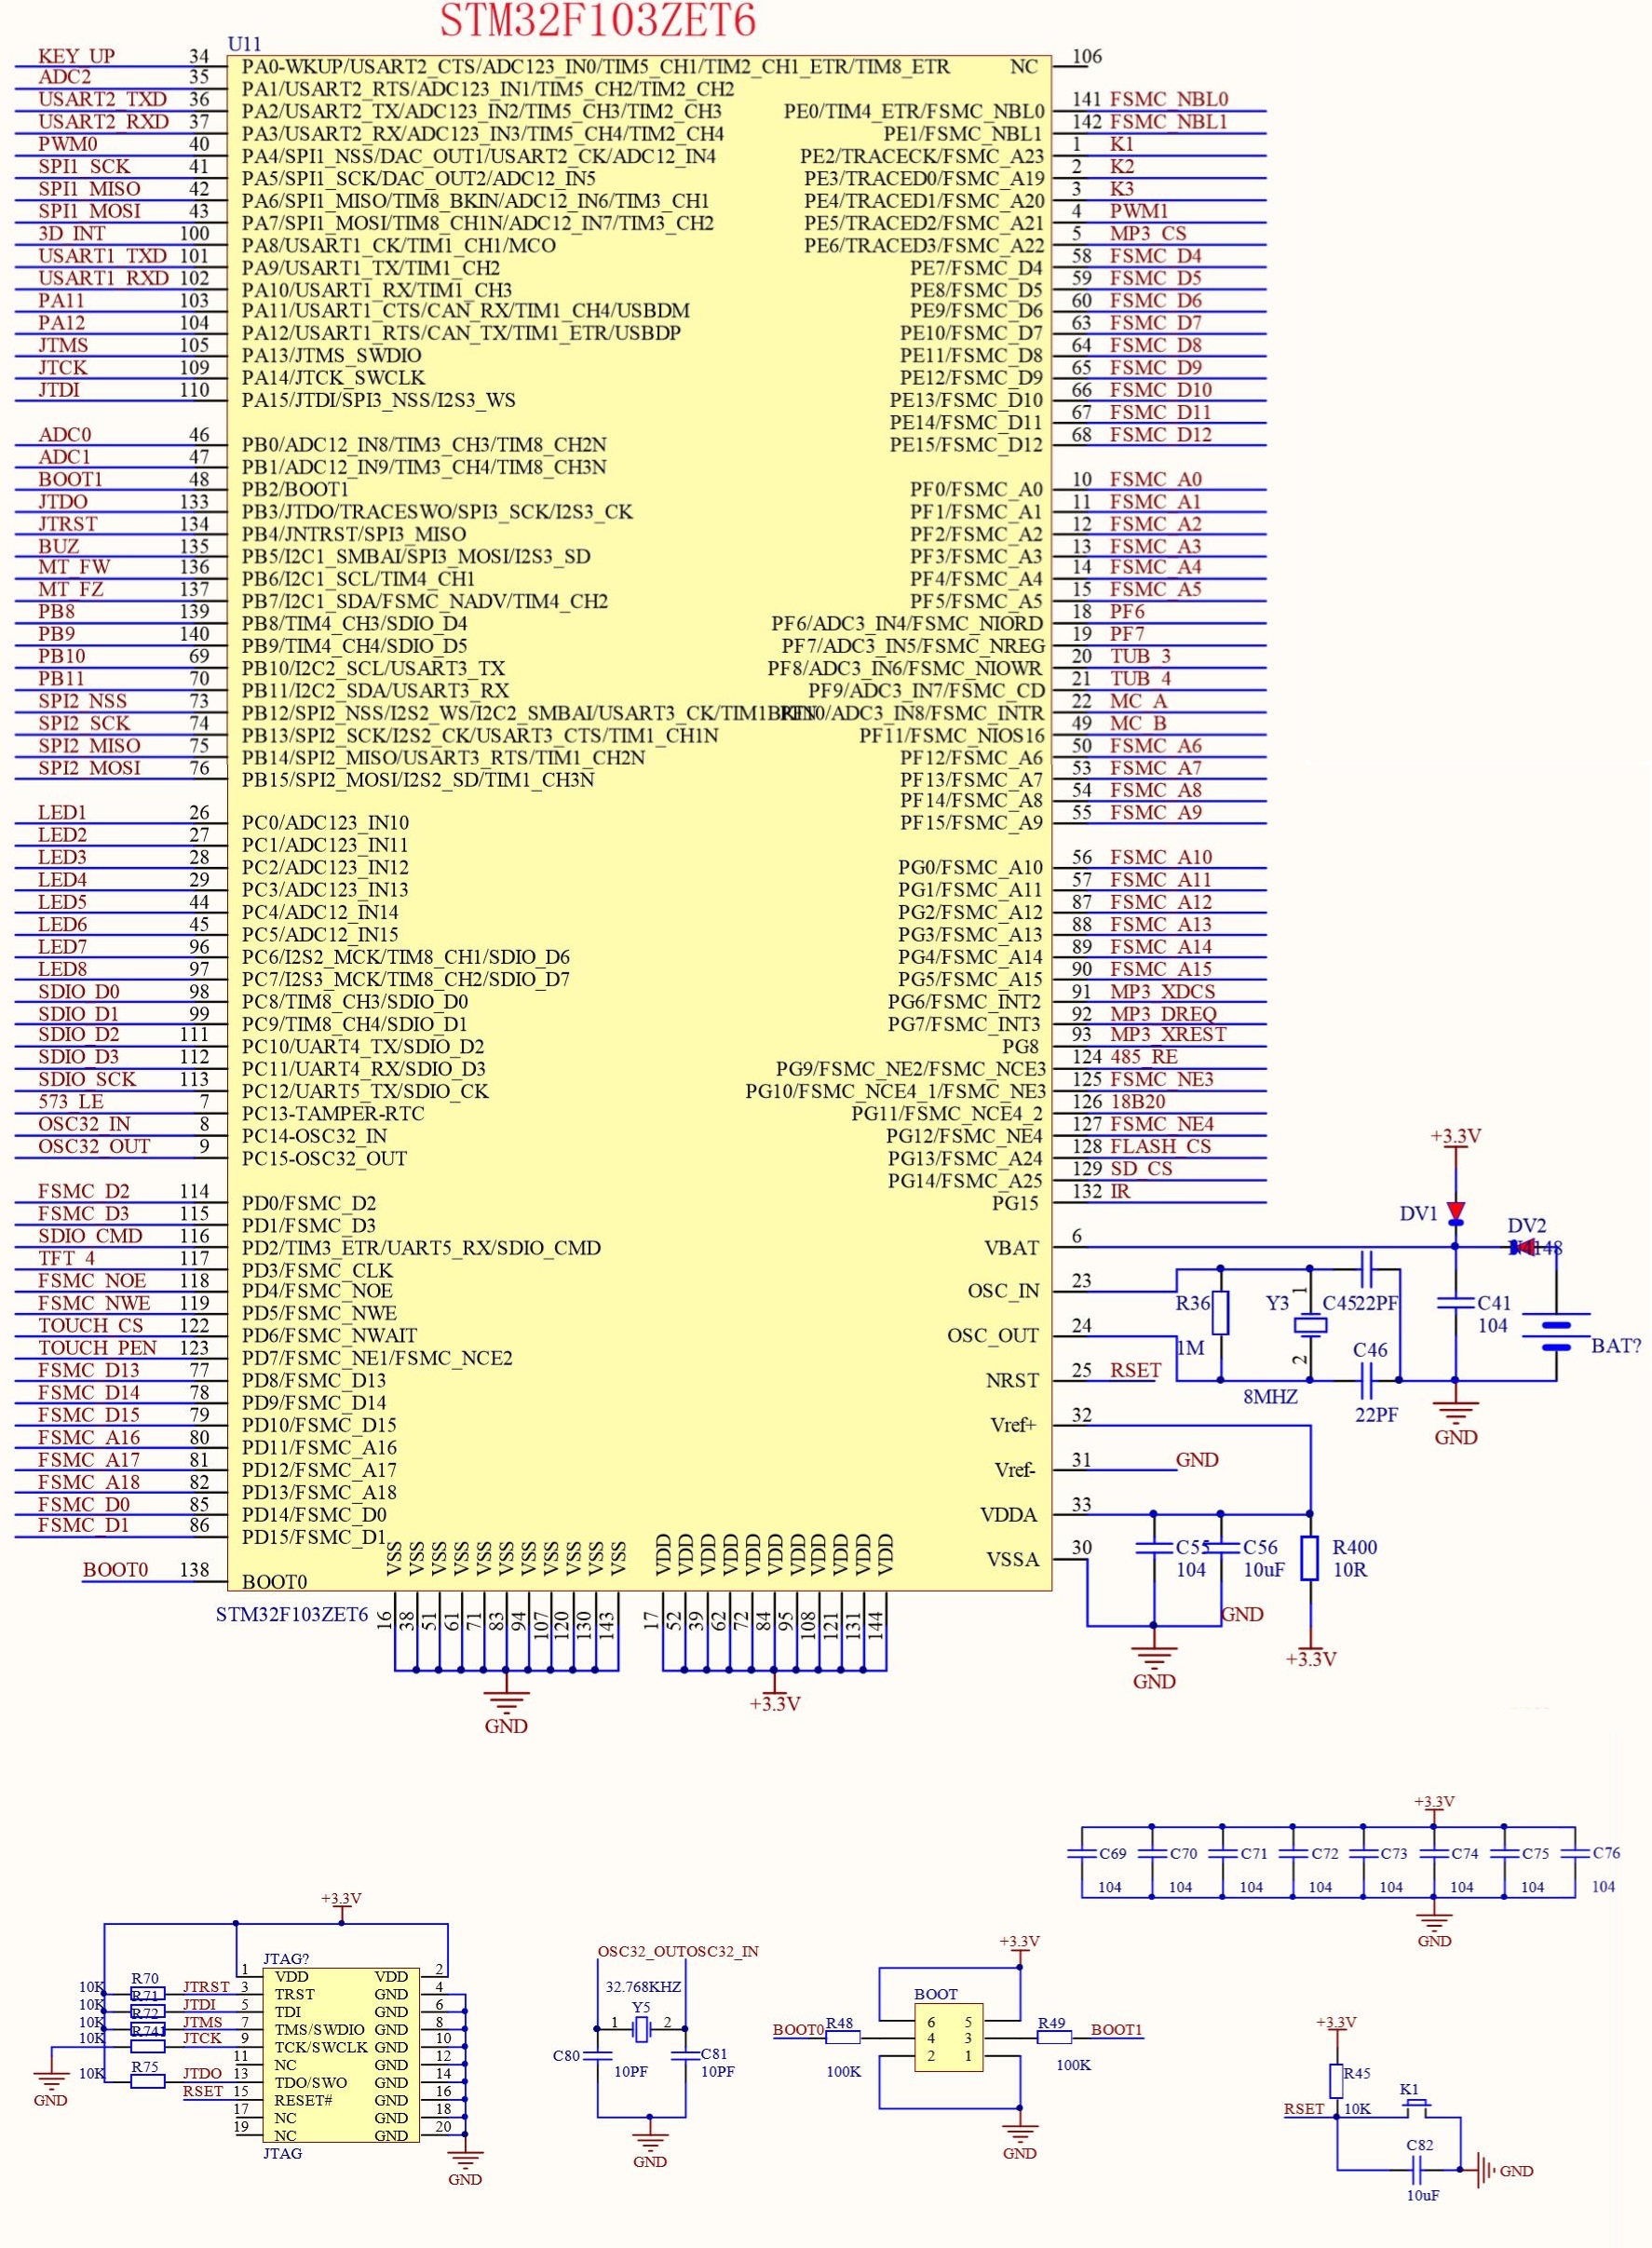 STM32F103ZET6
U11
KEY_UP 34 PA0-WKUP/USART2_CTS/ADC123_IN0/TIM5_CH1/TIM2_CH1_ETR/TIM8_ETR
ADC2 35 PA1/USART2_RTS/ADC123_IN1/TIM5_CH2/TIM2_CH2
USART2_TXD 36 PA2/USART2_TX/ADC123_IN2/TIM5_CH3/TIM2_CH3
USART2_RXD 37 PA3/USART2_RX/ADC123_IN3/TIM5_CH4/TIM2_CH4
PWM0 40 PA4/SPI1_NSS/DAC_OUT1/USART2_CK/ADC12_IN4
SPI1_SCK 41 PA5/SPI1_SCK/DAC_OUT2/ADC12_IN5
SPI1_MISO 42 PA6/SPI1_MISO/TIM8_BKIN/ADC12_IN6/TIM3_CH1
SPI1_MOSI 43 PA7/SPI1_MOSI/TIM8_CH1N/ADC12_IN7/TIM3_CH2
3D_INT 100 PA8/USART1_CK/TIM1_CH1/MCO
USART1_TXD 101 PA9/USART1_TX/TIM1_CH2
USART1_RXD 102 PA10/USART1_RX/TIM1_CH3
PA11 103 PA11/USART1_CTS/CAN_RX/TIM1_CH4/USBDM
PA12 104 PA12/USART1_RTS/CAN_TX/TIM1_ETR/USBDP
JTMS 105 PA13/JTMS_SWDIO
JTCK 109 PA14/JTCK_SWCLK
JTDI 110 PA15/JTDI/SPI3_NSS/I2S3_WS
ADC0 46 PB0/ADC12_IN8/TIM3_CH3/TIM8_CH2N
ADC1 47 PB1/ADC12_IN9/TIM3_CH4/TIM8_CH3N
BOOT1 48 PB2/BOOT1
JTDO 133 PB3/JTDO/TRACESWO/SPI3_SCK/I2S3_CK
JTRST 134 PB4/JNTRST/SPI3_MISO
BUZ 135 PB5/I2C1_SMBAI/SPI3_MOSI/I2S3_SD
MT_FW 136 PB6/I2C1_SCL/TIM4_CH1
MT_FZ 137 PB7/I2C1_SDA/FSMC_NADV/TIM4_CH2
PB8 139 PB8/TIM4_CH3/SDIO_D4
PB9 140 PB9/TIM4_CH4/SDIO_D5
PB10 69 PB10/I2C2_SCL/USART3_TX
PB11 70 PB11/I2C2_SDA/USART3_RX
SPI2_NSS 73 PB12/SPI2_NSS/I2S2_WS/I2C2_SMBAI/USART3_CK/TIM1BKIN
SPI2_SCK 74 PB13/SPI2_SCK/I2S2_CK/USART3_CTS/TIM1_CH1N
SPI2_MISO 75 PB14/SPI2_MISO/USART3_RTS/TIM1_CH2N
SPI2_MOSI 76 PB15/SPI2_MOSI/I2S2_SD/TIM1_CH3N
LED1 26 PC0/ADC123_IN10
LED2 27 PC1/ADC123_IN11
LED3 28 PC2/ADC123_IN12
LED4 29 PC3/ADC123_IN13
LED5 44 PC4/ADC12_IN14
LED6 45 PC5/ADC12_IN15
LED7 96 PC6/I2S2_MCK/TIM8_CH1/SDIO_D6
LED8 97 PC7/I2S3_MCK/TIM8_CH2/SDIO_D7
SDIO_D0 98 PC8/TIM8_CH3/SDIO_D0
SDIO_D1 99 PC9/TIM8_CH4/SDIO_D1
SDIO_D2 111 PC10/UART4_TX/SDIO_D2
SDIO_D3 112 PC11/UART4_RX/SDIO_D3
SDIO_SCK 113 PC12/UART5_TX/SDIO_CK
573_LE 7 PC13-TAMPER-RTC
OSC32_IN 8 PC14-OSC32_IN
OSC32_OUT 9 PC15-OSC32_OUT
FSMC_D2 114 PD0/FSMC_D2
FSMC_D3 115 PD1/FSMC_D3
SDIO_CMD 116 PD2/TIM3_ETR/UART5_RX/SDIO_CMD
TFT_4 117 PD3/FSMC_CLK
FSMC_NOE 118 PD4/FSMC_NOE
FSMC_NWE 119 PD5/FSMC_NWE
TOUCH_CS 122 PD6/FSMC_NWAIT
TOUCH_PEN 123 PD7/FSMC_NE1/FSMC_NCE2
FSMC_D13 77 PD8/FSMC_D13
FSMC_D14 78 PD9/FSMC_D14
FSMC_D15 79 PD10/FSMC_D15
FSMC_A16 80 PD11/FSMC_A16
FSMC_A17 81 PD12/FSMC_A17
FSMC_A18 82 PD13/FSMC_A18
FSMC_D0 85 PD14/FSMC_D0
FSMC_D1 86 PD15/FSMC_D1
BOOT0 138 BOOT0
STM32F103ZET6
NC 106
PE0/TIM4_ETR/FSMC_NBL0 141 FSMC_NBL0
PE1/FSMC_NBL1 142 FSMC_NBL1
PE2/TRACECK/FSMC_A23 1 K1
PE3/TRACED0/FSMC_A19 2 K2
PE4/TRACED1/FSMC_A20 3 K3
PE5/TRACED2/FSMC_A21 4 PWM1
PE6/TRACED3/FSMC_A22 5 MP3_CS
PE7/FSMC_D4 58 FSMC_D4
PE8/FSMC_D5 59 FSMC_D5
PE9/FSMC_D6 60 FSMC_D6
PE10/FSMC_D7 63 FSMC_D7
PE11/FSMC_D8 64 FSMC_D8
PE12/FSMC_D9 65 FSMC_D9
PE13/FSMC_D10 66 FSMC_D10
PE14/FSMC_D11 67 FSMC_D11
PE15/FSMC_D12 68 FSMC_D12
PF0/FSMC_A0 10 FSMC_A0
PF1/FSMC_A1 11 FSMC_A1
PF2/FSMC_A2 12 FSMC_A2
PF3/FSMC_A3 13 FSMC_A3
PF4/FSMC_A4 14 FSMC_A4
PF5/FSMC_A5 15 FSMC_A5
PF6/ADC3_IN4/FSMC_NIORD 18 PF6
PF7/ADC3_IN5/FSMC_NREG 19 PF7
PF8/ADC3_IN6/FSMC_NIOWR 20 TUB_3
PF9/ADC3_IN7/FSMC_CD 21 TUB_4
PF10/ADC3_IN8/FSMC_INTR 22 MC_A
PF11/FSMC_NIOS16 49 MC_B
PF12/FSMC_A6 50 FSMC_A6
PF13/FSMC_A7 53 FSMC_A7
PF14/FSMC_A8 54 FSMC_A8
PF15/FSMC_A9 55 FSMC_A9
PG0/FSMC_A10 56 FSMC_A10
PG1/FSMC_A11 57 FSMC_A11
PG2/FSMC_A12 87 FSMC_A12
PG3/FSMC_A13 88 FSMC_A13
PG4/FSMC_A14 89 FSMC_A14
PG5/FSMC_A15 90 FSMC_A15
PG6/FSMC_INT2 91 MP3_XDCS
PG7/FSMC_INT3 92 MP3_DREQ
PG8 93 MP3_XREST
PG9/FSMC_NE2/FSMC_NCE3 124 485_RE
PG10/FSMC_NCE4_1/FSMC_NE3 125 FSMC_NE3
PG11/FSMC_NCE4_2 126 18B20
PG12/FSMC_NE4 127 FSMC_NE4
PG13/FSMC_A24 128 FLASH_CS
PG14/FSMC_A25 129 SD_CS
PG15 132 IR
VBAT 6
OSC_IN 23
OSC_OUT 24
NRST 25 RSET
Vref+ 32
Vref- 31 GND
VDDA 33
VSSA 30
VSS VSS VSS VSS VSS VSS VSS VSS VSS VSS VSS
16 38 51 61 71 83 94 107 120 130 143
GND
VDD VDD VDD VDD VDD VDD VDD VDD VDD VDD VDD
17 52 39 62 72 84 95 108 121 131 144
+3.3V
+3.3V
DV1
DV2
R36
1M
Y3
1
2
8MHZ
C45 22PF
C46
22PF
C41
104
BAT?
GND
C55
104
C56
10uF
GND
R400
10R
+3.3V
GND
+3.3V
C69 C70 C71 C72 C73 C74 C75 C76
104 104 104 104 104 104 104 104
GND
+3.3V
JTAG?
1 VDD VDD 2
10K R70 JTRST 3 TRST GND 4
10K R71 JTDI 5 TDI GND 6
10K R72 JTMS 7 TMS/SWDIO GND 8
10K R741 JTCK 9 TCK/SWCLK GND 10
11 NC GND 12
10K R75 JTDO 13 TDO/SWO GND 14
RSET 15 RESET# GND 16
17 NC GND 18
19 NC GND 20
JTAG
GND
GND
OSC32_OUT OSC32_IN
32.768KHZ
Y5
1 2
C80 10PF
C81 10PF
GND
+3.3V
BOOT
6 5
BOOT0 R48 4 3 R49 BOOT1
2 1
100K 100K
GND
+3.3V
R45
10K
RSET
K1
C82
10uF
GND